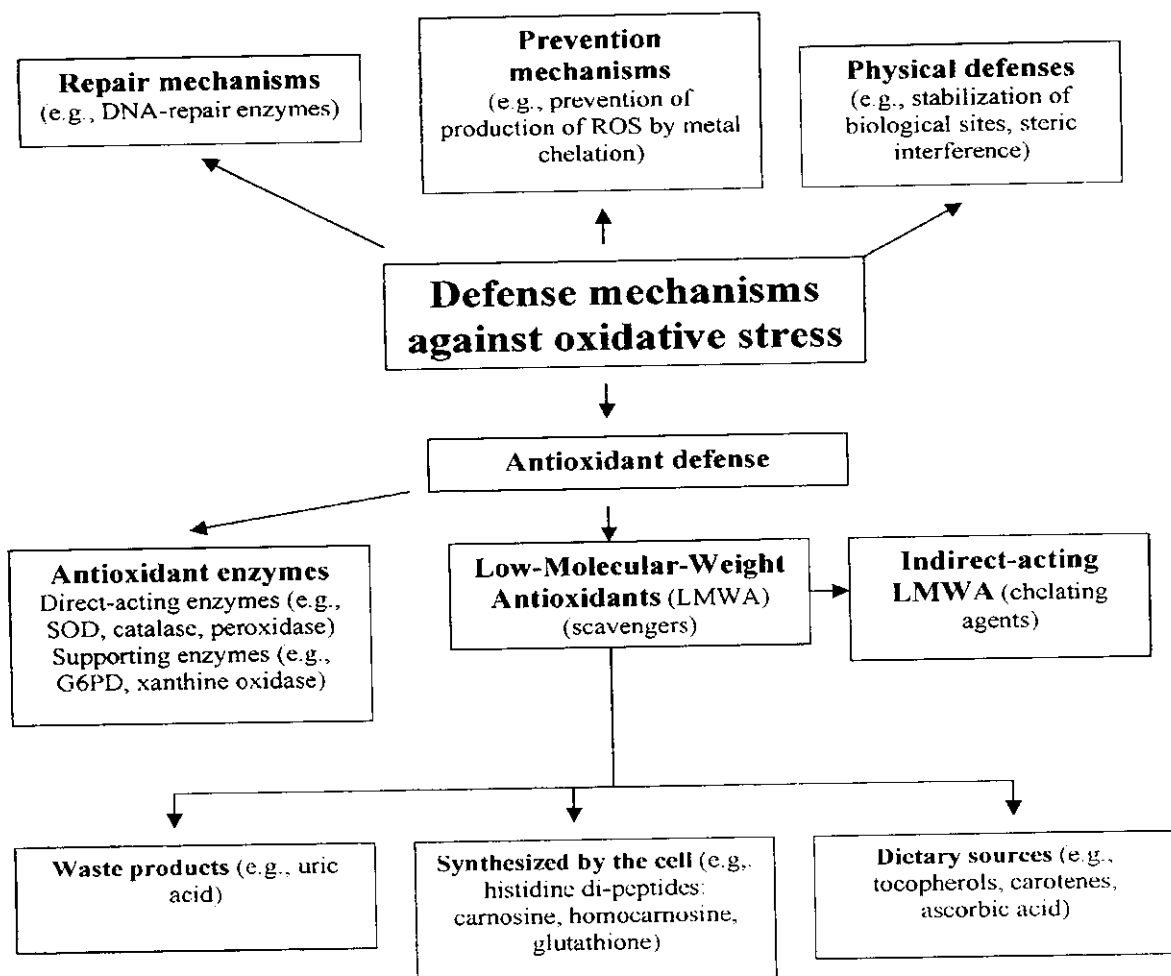 Repair mechanisms
(e.g., DNA-repair enzymes)
Prevention
mechanisms
(e.g., prevention of
production of ROS by metal
chelation)
Physical defenses
(e.g., stabilization of
biological sites, steric
interference)
Defense mechanisms
against oxidative stress
Antioxidant defense
Antioxidant enzymes
Direct-acting enzymes (e.g.,
SOD, catalase, peroxidase)
Supporting enzymes (e.g.,
G6PD, xanthine oxidase)
Low-Molecular-Weight
Antioxidants (LMWA)
(scavengers)
Indirect-acting
LMWA (chelating
agents)
Waste products (e.g., uric
acid)
Synthesized by the cell (e.g,.
histidine di-peptides:
carnosine, homocarnosine,
glutathione)
Dietary sources (e.g.,
tocopherols, carotenes,
ascorbic acid)